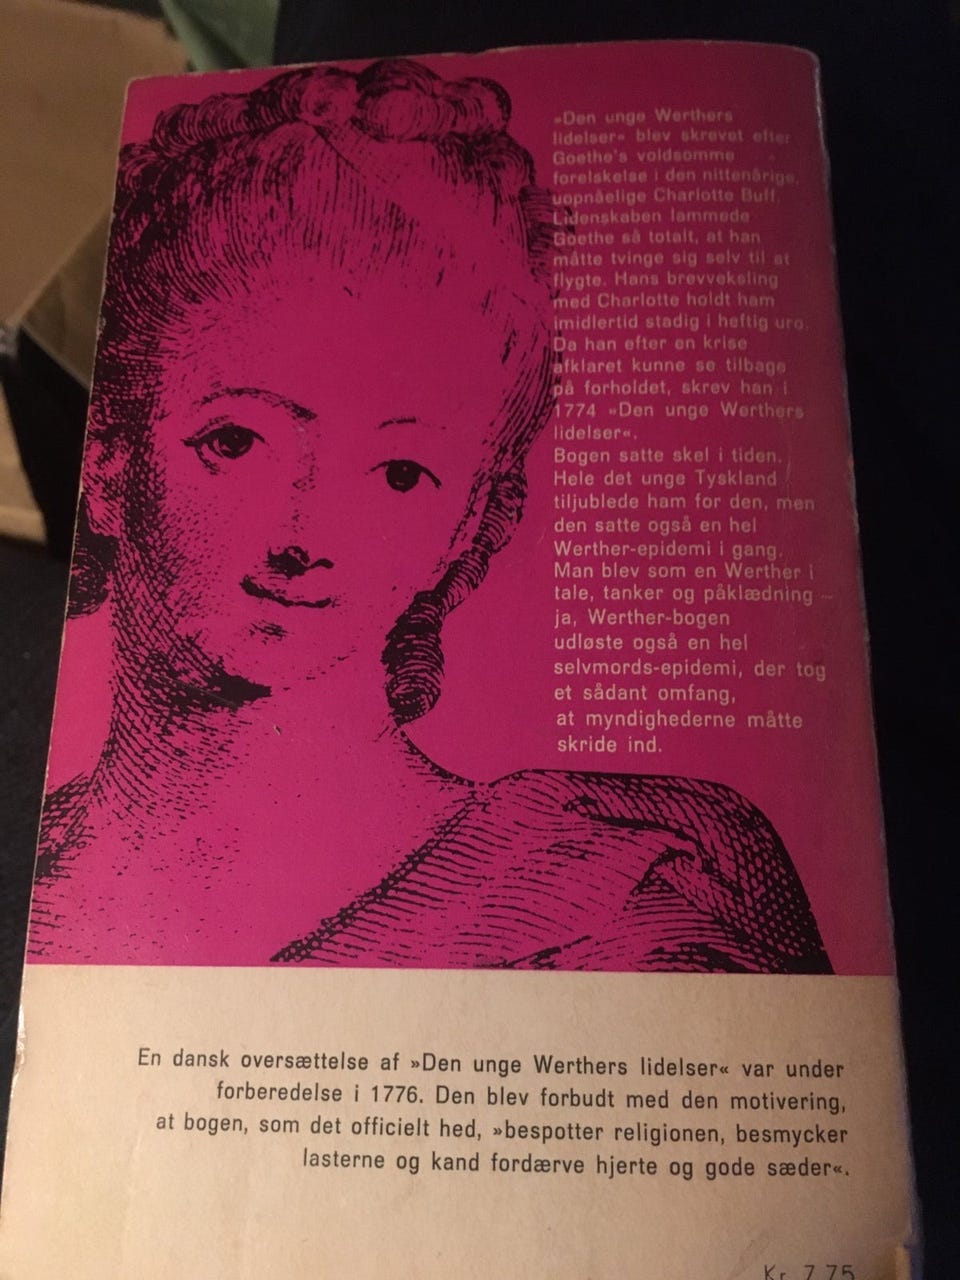 »Den unge Werthers
lidelser« blev skrevet efter
Goethe's voldsomme
forelskelse i den nittenårige,
uopnåelige Charlotte Buff.
Lidenskaben lammede
Goethe så totalt, at han
måtte tvinge sig selv til at
flygte. Hans brevveksling
med Charlotte holdt ham
imidlertid stadig i heftig uro.
Da han efter en krise
afklaret kunne se tilbage
på forholdet, skrev han i
1774 »Den unge Werthers
lidelser«.
Bogen satte skel i tiden.
Hele det unge Tyskland
tiljublede ham for den, men
den satte også en hel
Werther-epidemi i gang.
Man blev som en Werther i
tale, tanker og påklædning –
ja, Werther-bogen
udløste også en hel
selvmords-epidemi, der tog
et sådant omfang,
at myndighederne måtte
skride ind.
En dansk oversættelse af »Den unge Werthers lidelser« var under
forberedelse i 1776. Den blev forbudt med den motivering,
at bogen, som det officielt hed, »bespotter religionen, besmykker
lasterne og kand fordærve hjerte og gode sæder«.
Kr. 7.75